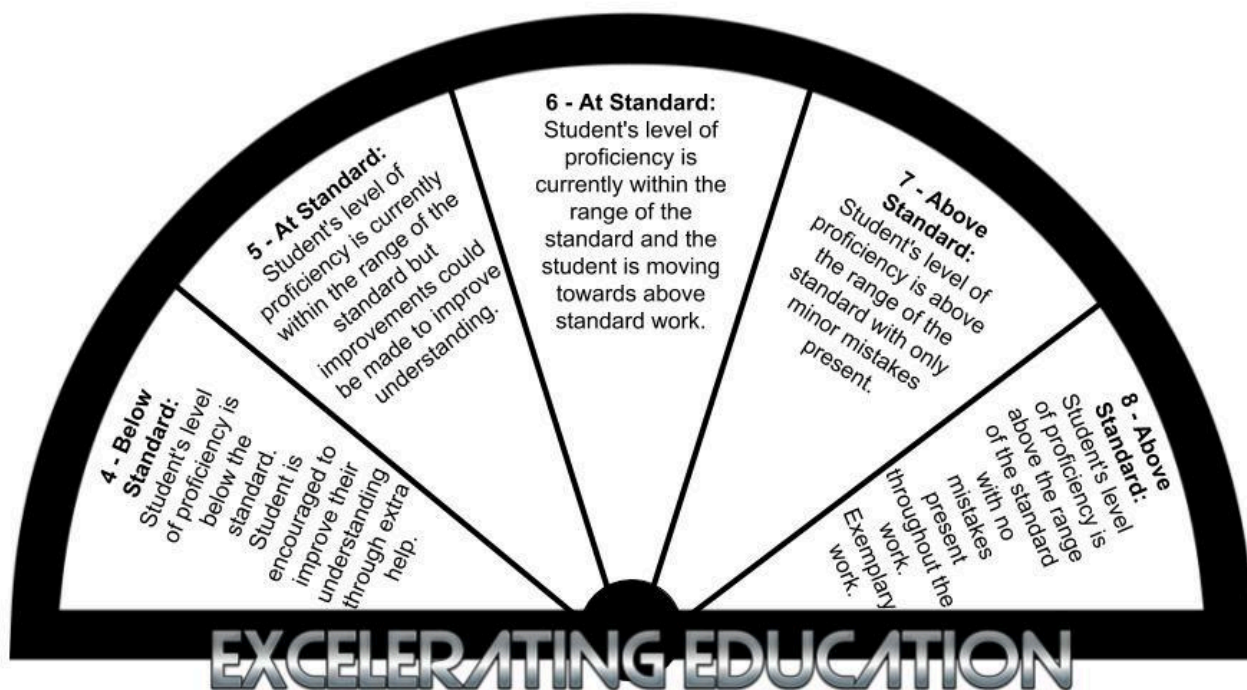 4 - Below
Standard:
Student's level
of proficiency is
below the
standard.
Student is
encouraged to
improve their
understanding
through extra
help.
5 - At Standard:
Student's level of
proficiency is currently
within the range of the
standard but
improvements could
be made to improve
understanding.
6 - At Standard:
Student's level of
proficiency is
currently within the
range of the
standard and the
student is moving
towards above
standard work.
7 - Above
Standard:
Student's level of
proficiency is above
the range of the
standard with only
minor mistakes
present.
8 - Above
Standard:
Student's level
of proficiency is
above the range
of the standard
with no
mistakes
present
throughout the
work.
Exemplary
work.
EXCELERATING EDUCATION